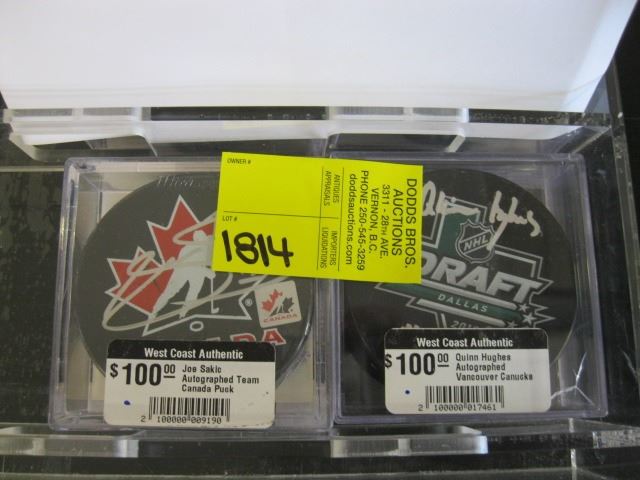 OWNER #
ANTIQUES
APPRAISALS
LOT #
1814
IMPORTERS
LIQUIDATIONS
DODDS BROS.
AUCTIONS
3311 - 28TH AVE.
VERNON, B.C.
PHONE 250-545-3259
doddsauctions.com
CANADA
West Coast Authentic
$100.00
Joe Sakic
Autographed Team
Canada Puck
2 100000 009190
NHL
DRAFT
DALLAS
West Coast Authentic
$100.00
Quinn Hughes
Autographed
Vancouver Canucks
2 100000 017461